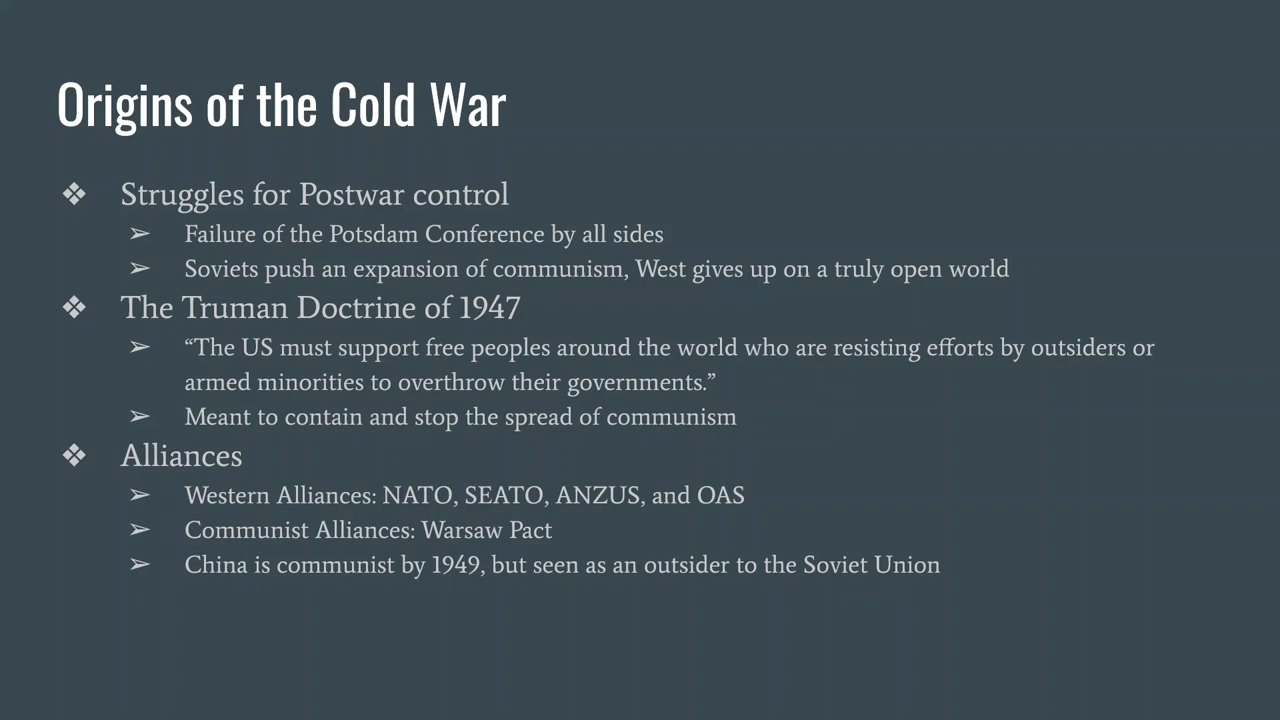 Origins of the Cold War
❖ Struggles for Postwar control
➢ Failure of the Potsdam Conference by all sides
➢ Soviets push an expansion of communism, West gives up on a truly open world
❖ The Truman Doctrine of 1947
➢ “The US must support free peoples around the world who are resisting efforts by outsiders or
armed minorities to overthrow their governments.”
➢ Meant to contain and stop the spread of communism
❖ Alliances
➢ Western Alliances: NATO, SEATO, ANZUS, and OAS
➢ Communist Alliances: Warsaw Pact
➢ China is communist by 1949, but seen as an outsider to the Soviet Union